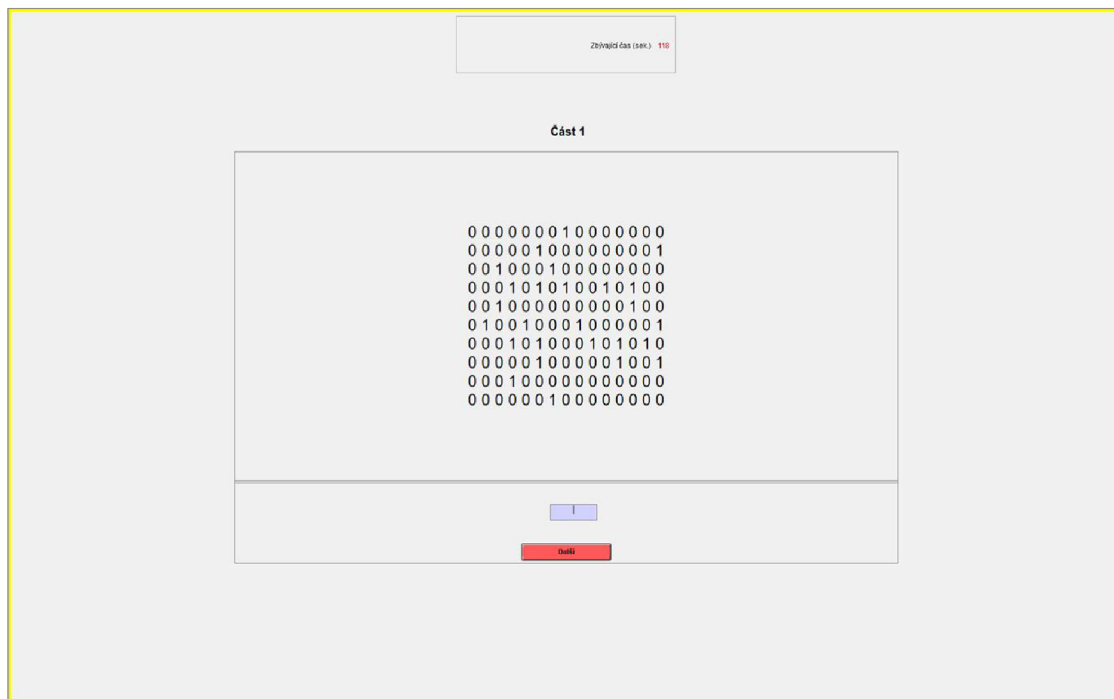 Zbývající čas (sek.) 118
Část 1
0 0 0 0 0 0 0 1 0 0 0 0 0 0 0
0 0 0 0 0 1 0 0 0 0 0 0 0 0 1
0 0 1 0 0 0 1 0 0 0 0 0 0 0 0
0 0 0 1 0 1 0 1 0 0 1 0 1 0 0
0 0 1 0 0 0 0 0 0 0 0 0 1 0 0
0 1 0 0 1 0 0 0 1 0 0 0 0 0 1
0 0 0 1 0 1 0 0 0 1 0 1 0 1 0
0 0 0 0 0 1 0 0 0 0 0 1 0 0 1
0 0 0 1 0 0 0 0 0 0 0 0 0 0 0
0 0 0 0 0 0 1 0 0 0 0 0 0 0 0
Další